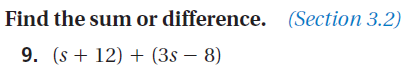 Find the sum or difference. (Section 3.2)
9. (s + 12) + (3s − 8)